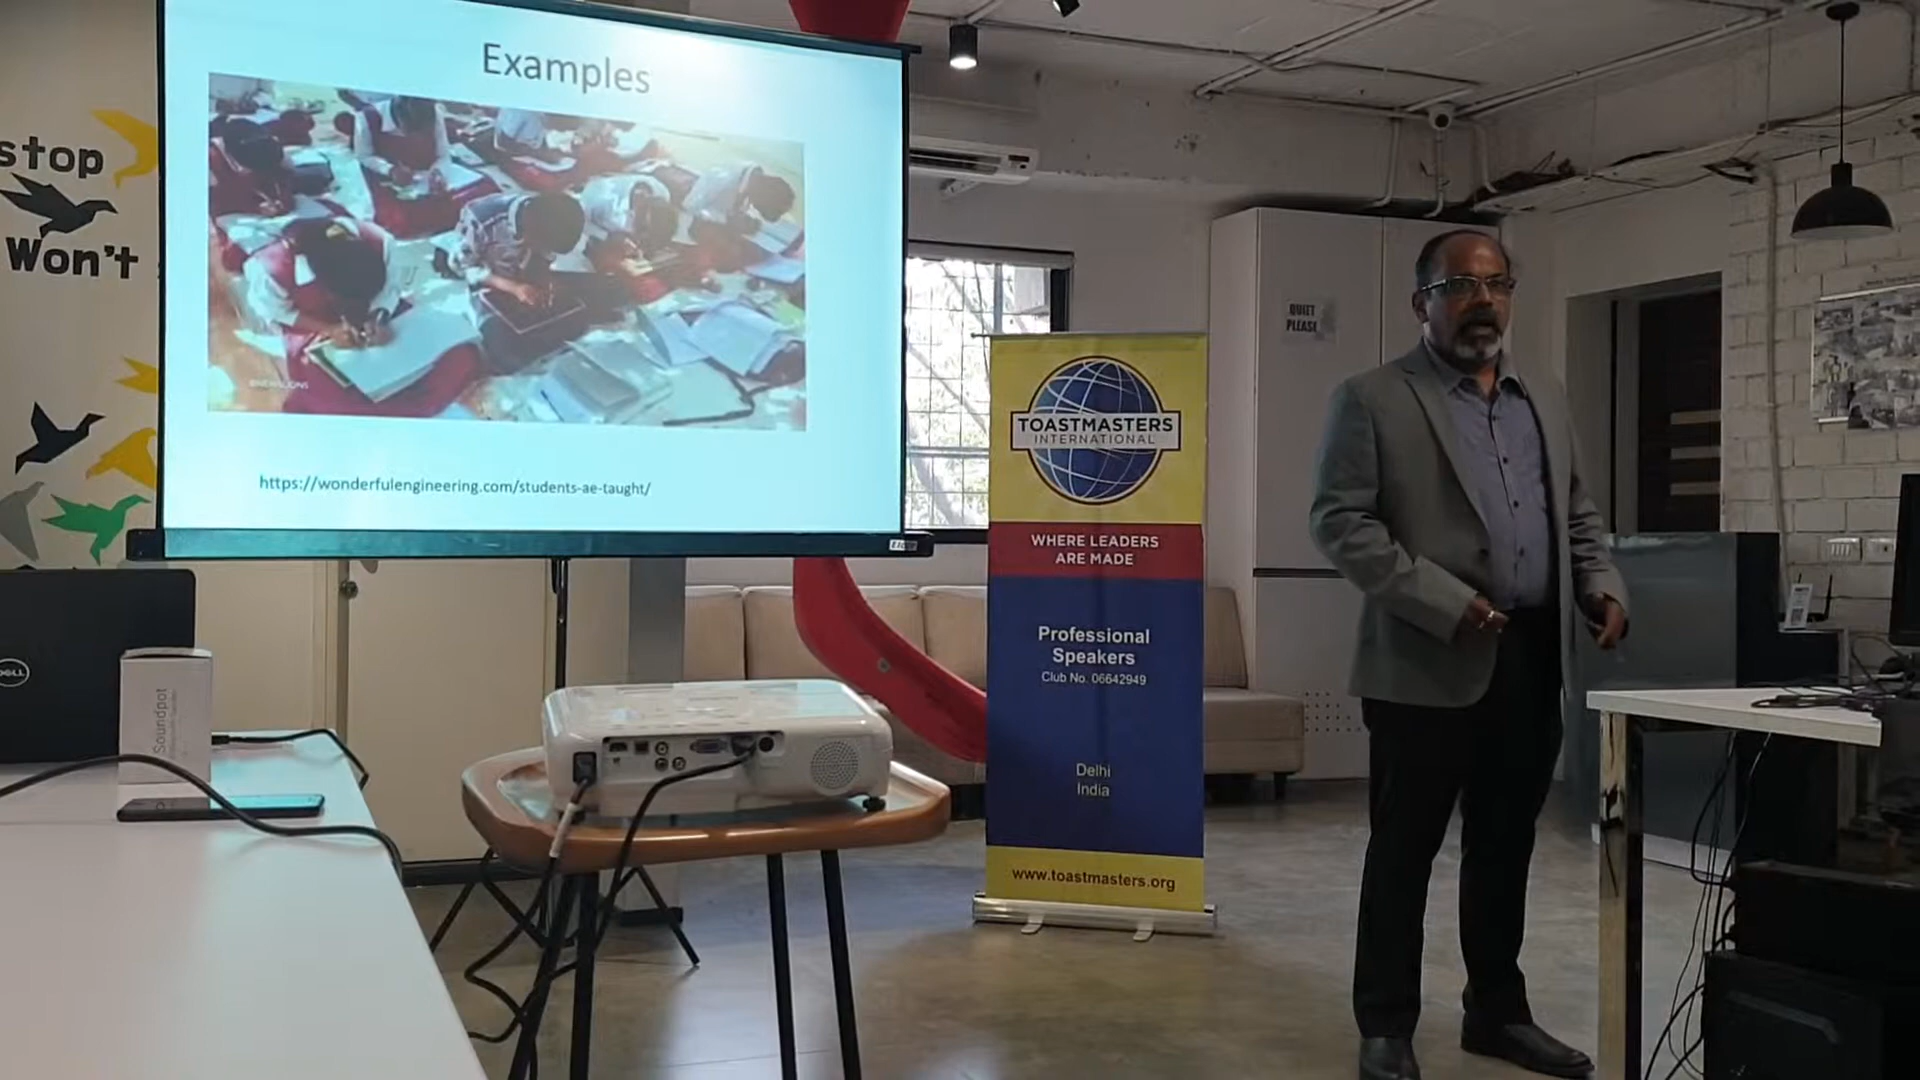 Examples
https://wonderfulengineering.com/students-ae-taught/
stop
Won't
QUIET
PLEASE
TOASTMASTERS
INTERNATIONAL
WHERE LEADERS
ARE MADE
Professional
Speakers
Club No. 06642949
Delhi
India
www.toastmasters.org
DELL
Soundpot